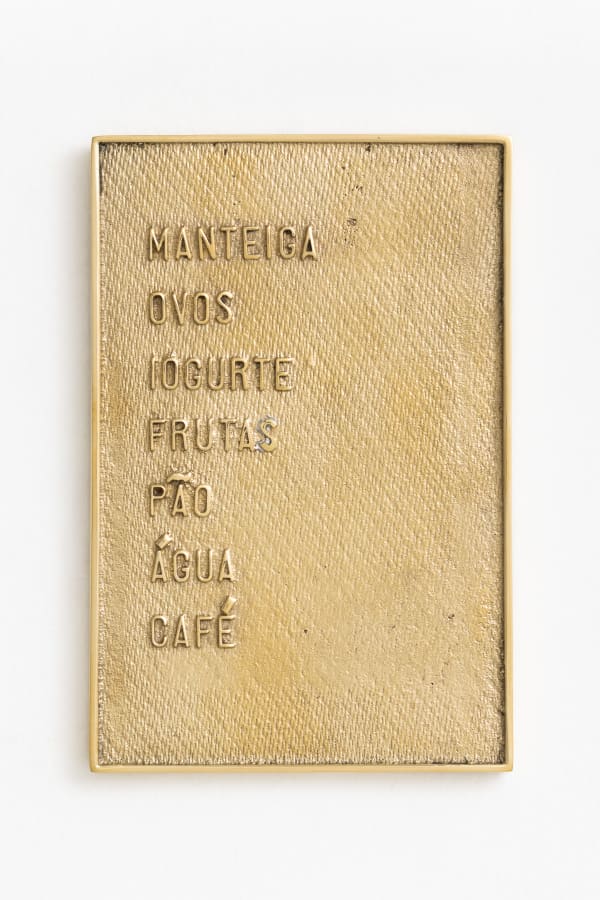 MANTEIGA
OVOS
IOGURTE
FRUTAS
PÃO
ÁGUA
CAFÉ